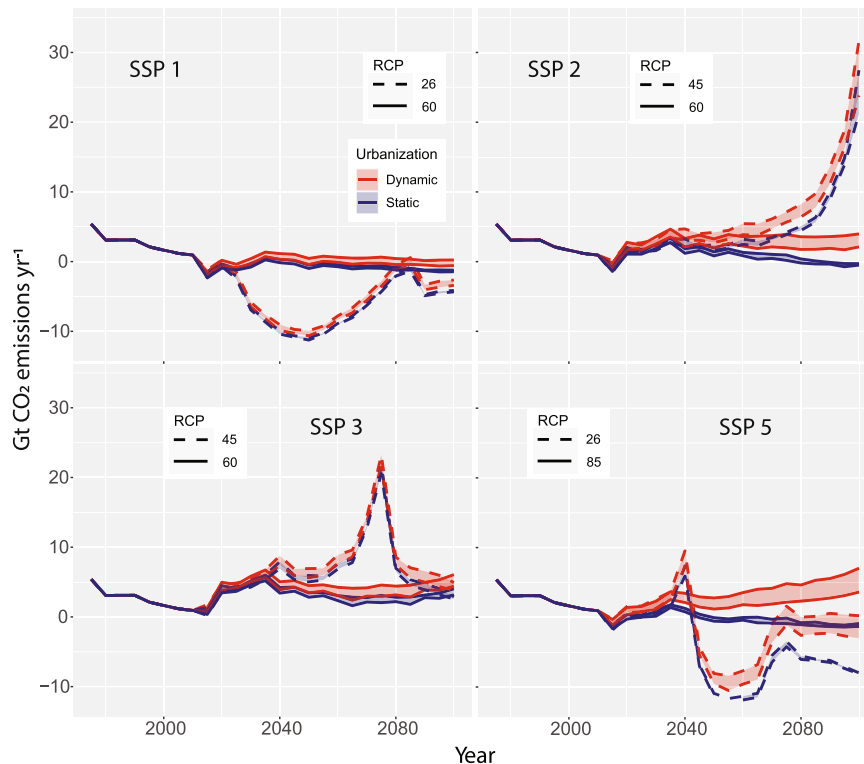 Gt CO₂ emissions yr⁻¹
SSP 1
RCP
26
60
Urbanization
Dynamic
Static
30
20
10
0
−10
SSP 2
RCP
45
60
SSP 3
RCP
45
60
30
20
10
0
−10
SSP 5
RCP
26
85
2000
2040
2080
2000
2040
2080
Year